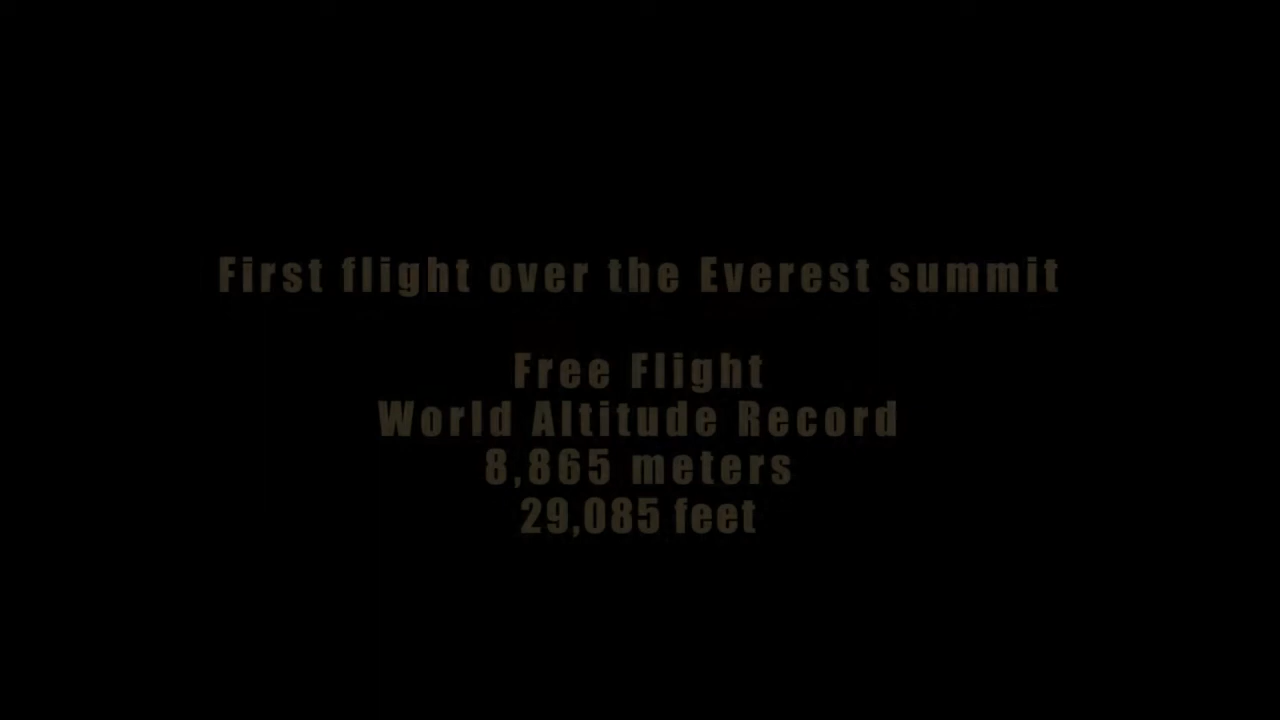 First flight over the Everest summit
Free Flight
World Altitude Record
8,865 meters
29,085 feet